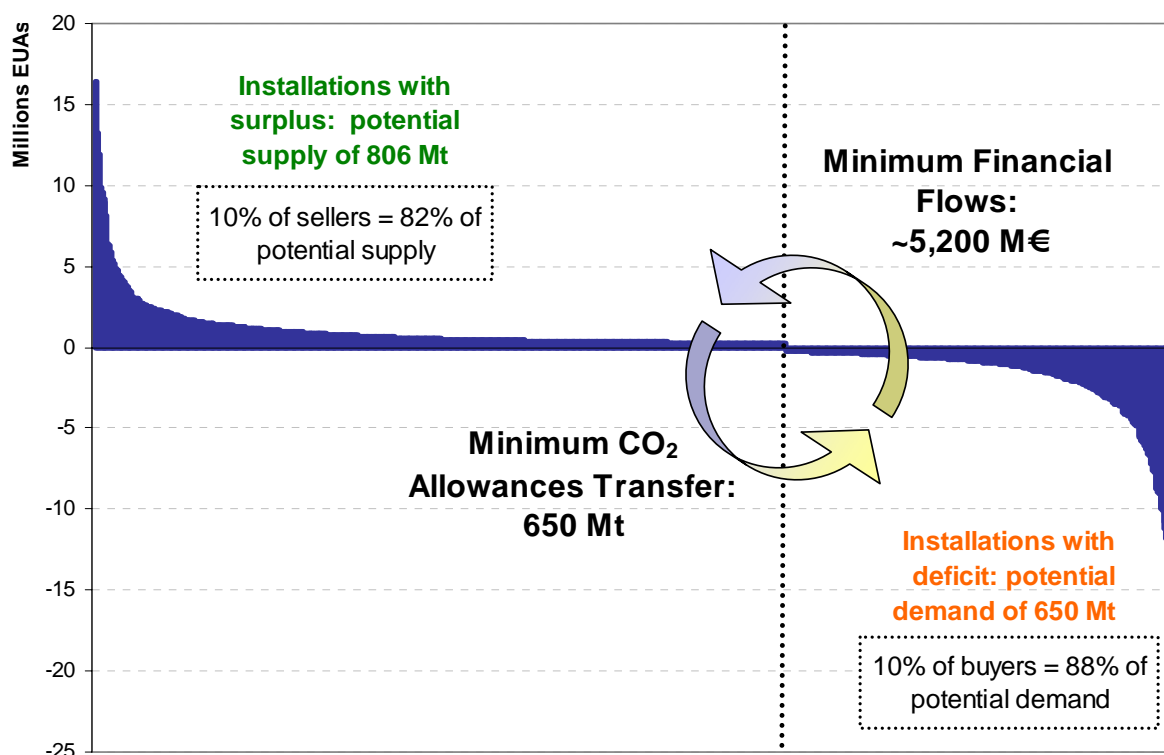 Millions EUAs
20
15
10
5
0
-5
-10
-15
-20
-25
Installations with
surplus: potential
supply of 806 Mt
10% of sellers = 82% of
potential supply
Minimum Financial
Flows:
~5,200 M€
Minimum CO₂
Allowances Transfer:
650 Mt
Installations with
deficit: potential
demand of 650 Mt
10% of buyers = 88% of
potential demand